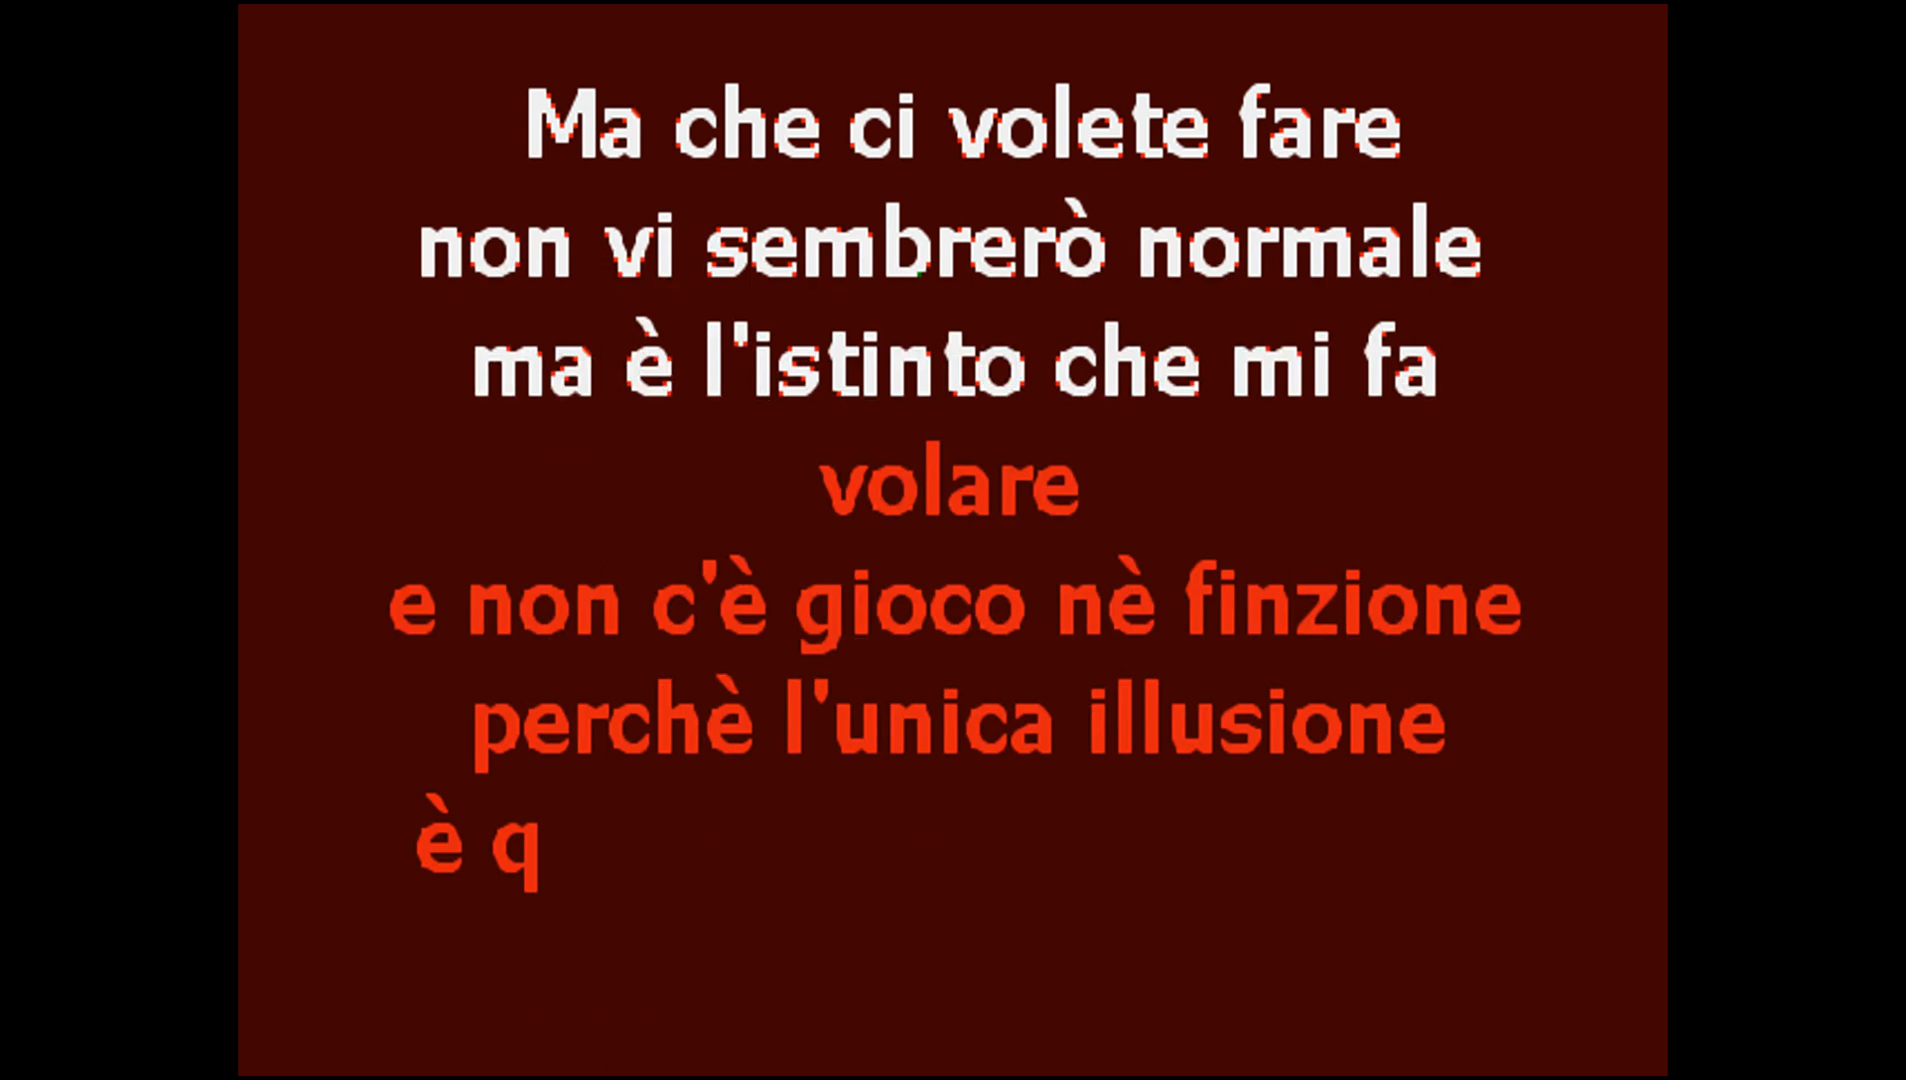 Ma che ci volete fare
non vi sembrerò normale
ma è l'istinto che mi fa
volare
e non c'è gioco nè finzione
perchè l'unica illusione
è q